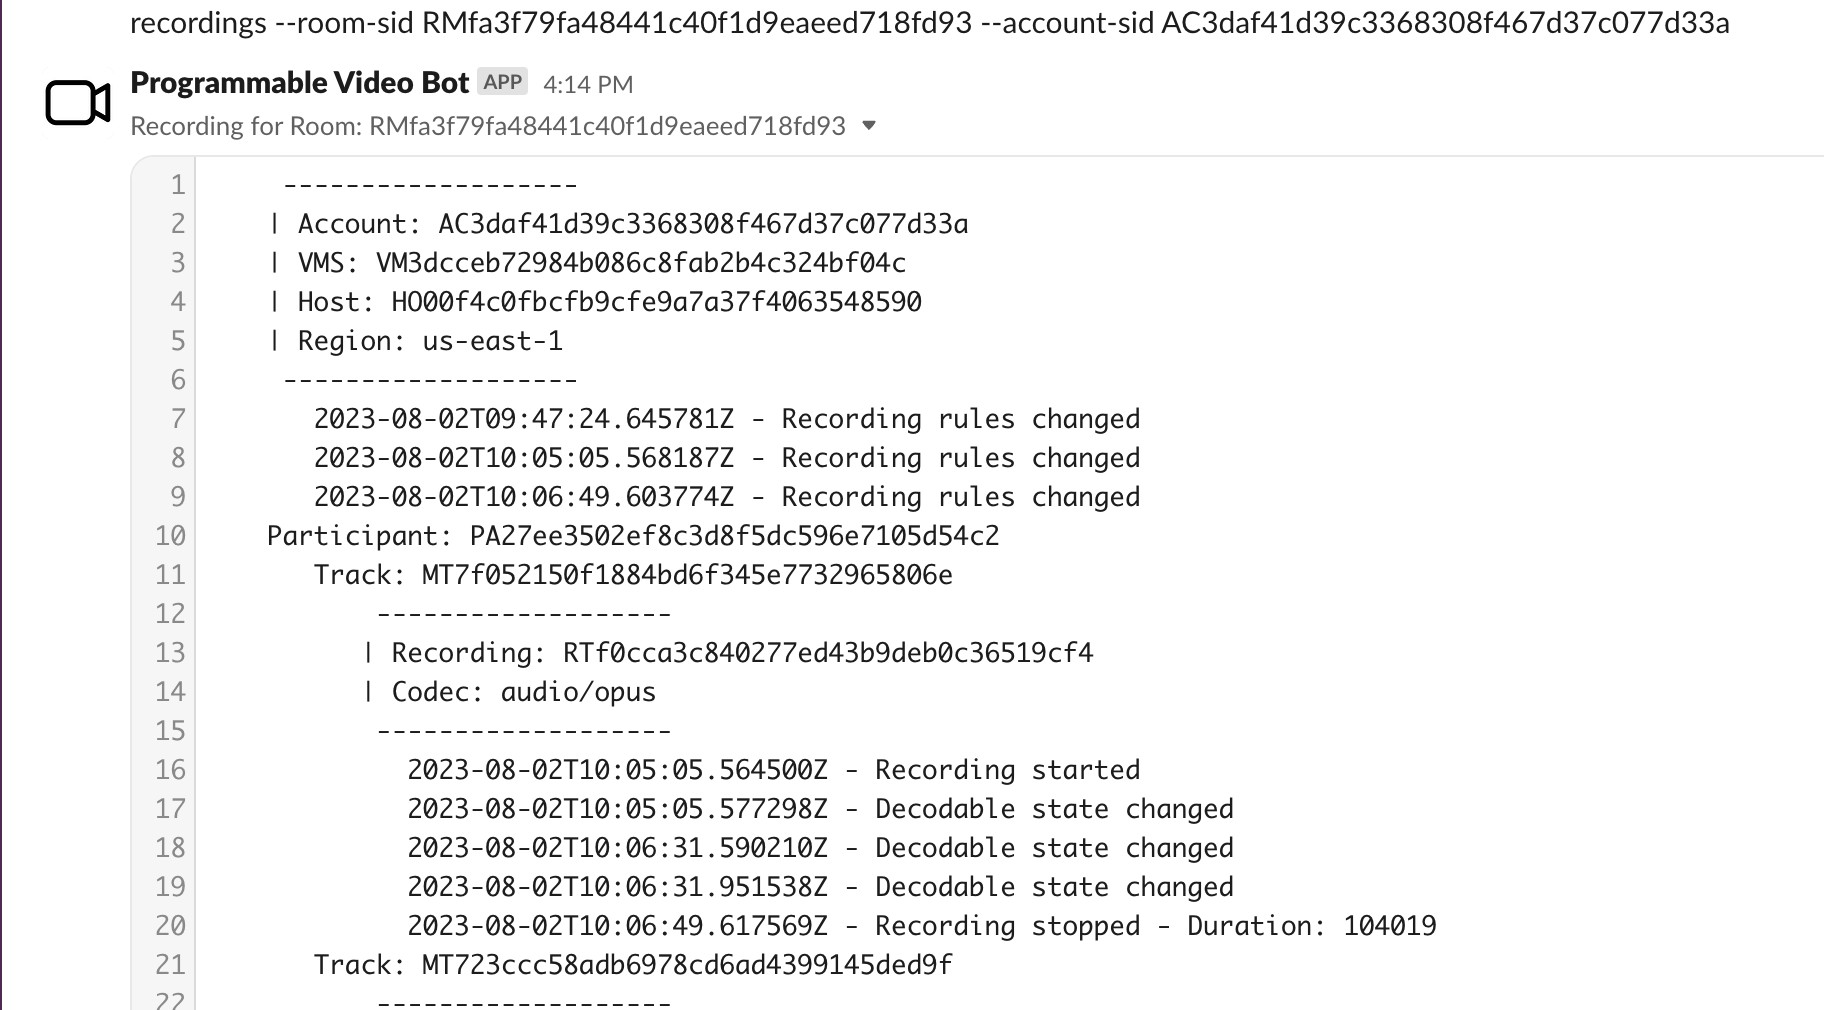 recordings --room-sid RMfa3f79fa48441c40f1d9eaeed718fd93 --account-sid AC3daf41d39c3368308f467d37c077d33a
Programmable Video Bot APP 4:14 PM
Recording for Room: RMfa3f79fa48441c40f1d9eaeed718fd93
1 -------------------
2 | Account: AC3daf41d39c3368308f467d37c077d33a
3 | VMS: VM3dcceb72984b086c8fab2b4c324bf04c
4 | Host: HO00f4c0fbcfb9cfe9a7a37f4063548590
5 | Region: us-east-1
6 -------------------
7 2023-08-02T09:47:24.645781Z - Recording rules changed
8 2023-08-02T10:05:05.568187Z - Recording rules changed
9 2023-08-02T10:06:49.603774Z - Recording rules changed
10 Participant: PA27ee3502ef8c3d8f5dc596e7105d54c2
11 Track: MT7f052150f1884bd6f345e7732965806e
12 -------------------
13 | Recording: RTf0cca3c840277ed43b9deb0c36519cf4
14 | Codec: audio/opus
15 -------------------
16 2023-08-02T10:05:05.564500Z - Recording started
17 2023-08-02T10:05:05.577298Z - Decodable state changed
18 2023-08-02T10:06:31.590210Z - Decodable state changed
19 2023-08-02T10:06:31.951538Z - Decodable state changed
20 2023-08-02T10:06:49.617569Z - Recording stopped - Duration: 104019
21 Track: MT723ccc58adb6978cd6ad4399145ded9f
22 -------------------